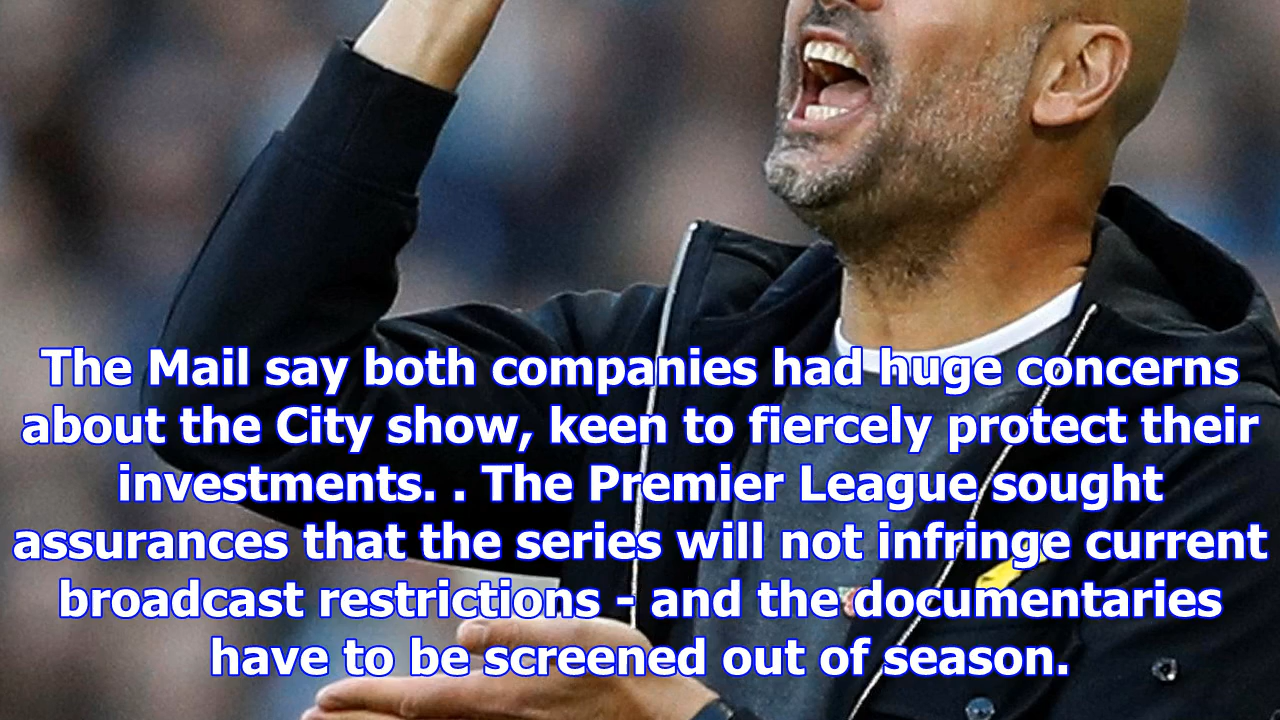 The Mail say both companies had huge concerns
about the City show, keen to fiercely protect their
investments. . The Premier League sought
assurances that the series will not infringe current
broadcast restrictions - and the documentaries
have to be screened out of season.